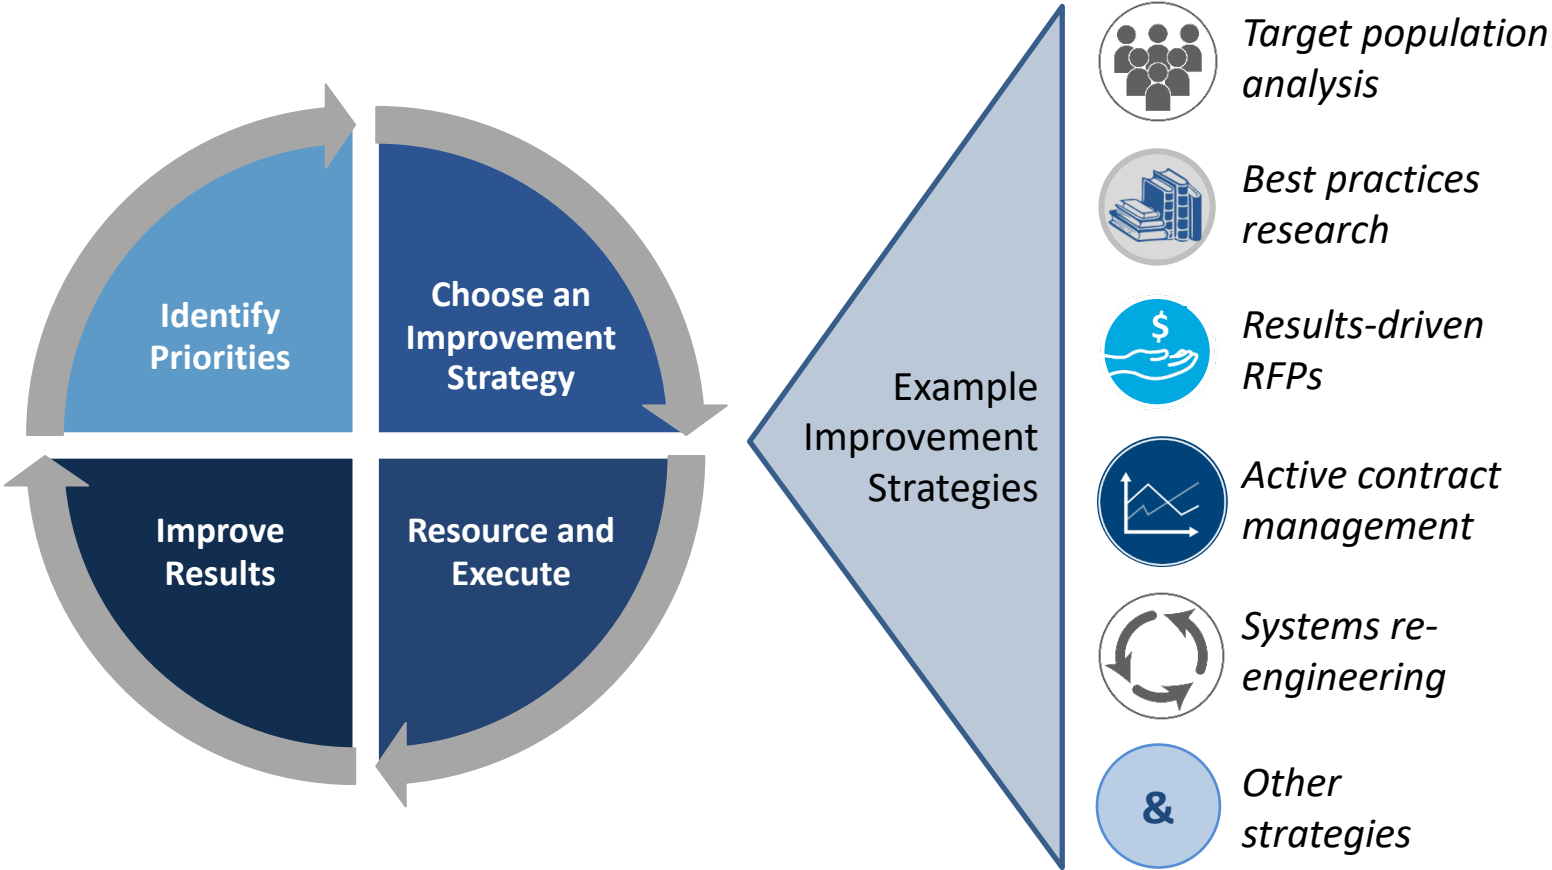 Identify
Priorities
Choose an
Improvement
Strategy
Improve
Results
Resource and
Execute
Example
Improvement
Strategies
Target population
analysis
Best practices
research
$
Results-driven
RFPs
Active contract
management
Systems re-
engineering
&
Other
strategies